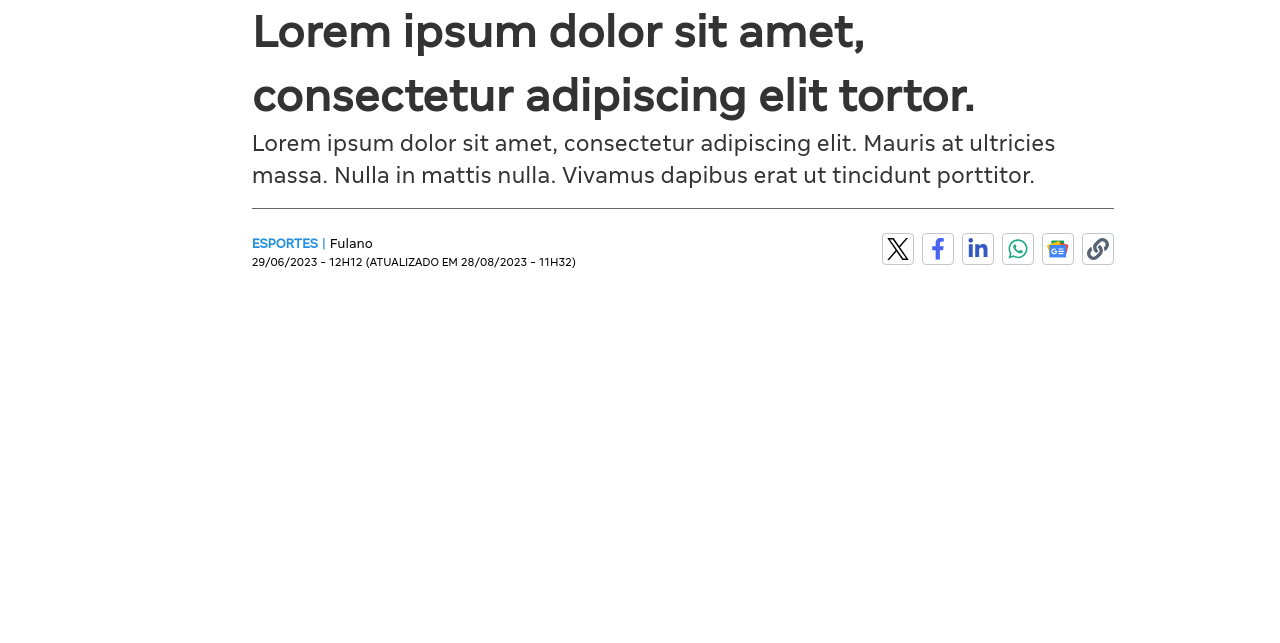 Lorem ipsum dolor sit amet,
consectetur adipiscing elit tortor.
Lorem ipsum dolor sit amet, consectetur adipiscing elit. Mauris at ultricies
massa. Nulla in mattis nulla. Vivamus dapibus erat ut tincidunt porttitor.
ESPORTES | Fulano
29/06/2023 - 12H12 (ATUALIZADO EM 28/08/2023 - 11H32)